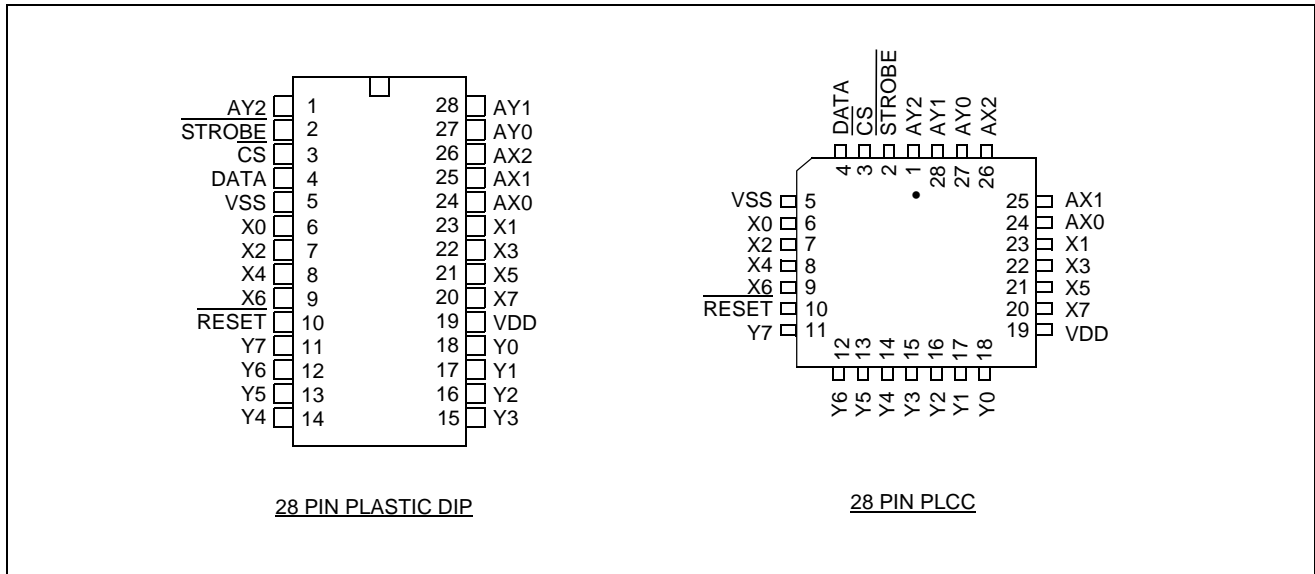 AY2 1 28 AY1
STROBE 2 27 AY0
CS 3 26 AX2
DATA 4 25 AX1
VSS 5 24 AX0
X0 6 23 X1
X2 7 22 X3
X4 8 21 X5
X6 9 20 X7
RESET 10 19 VDD
Y7 11 18 Y0
Y6 12 17 Y1
Y5 13 16 Y2
Y4 14 15 Y3
28 PIN PLASTIC DIP
DATA CS STROBE AY2 AY1 AY0 AX2
4 3 2 1 28 27 26
VSS 5 25 AX1
X0 6 24 AX0
X2 7 23 X1
X4 8 22 X3
X6 9 21 X5
RESET 10 20 X7
Y7 11 19 VDD
12 13 14 15 16 17 18
Y6 Y5 Y4 Y3 Y2 Y1 Y0
28 PIN PLCC